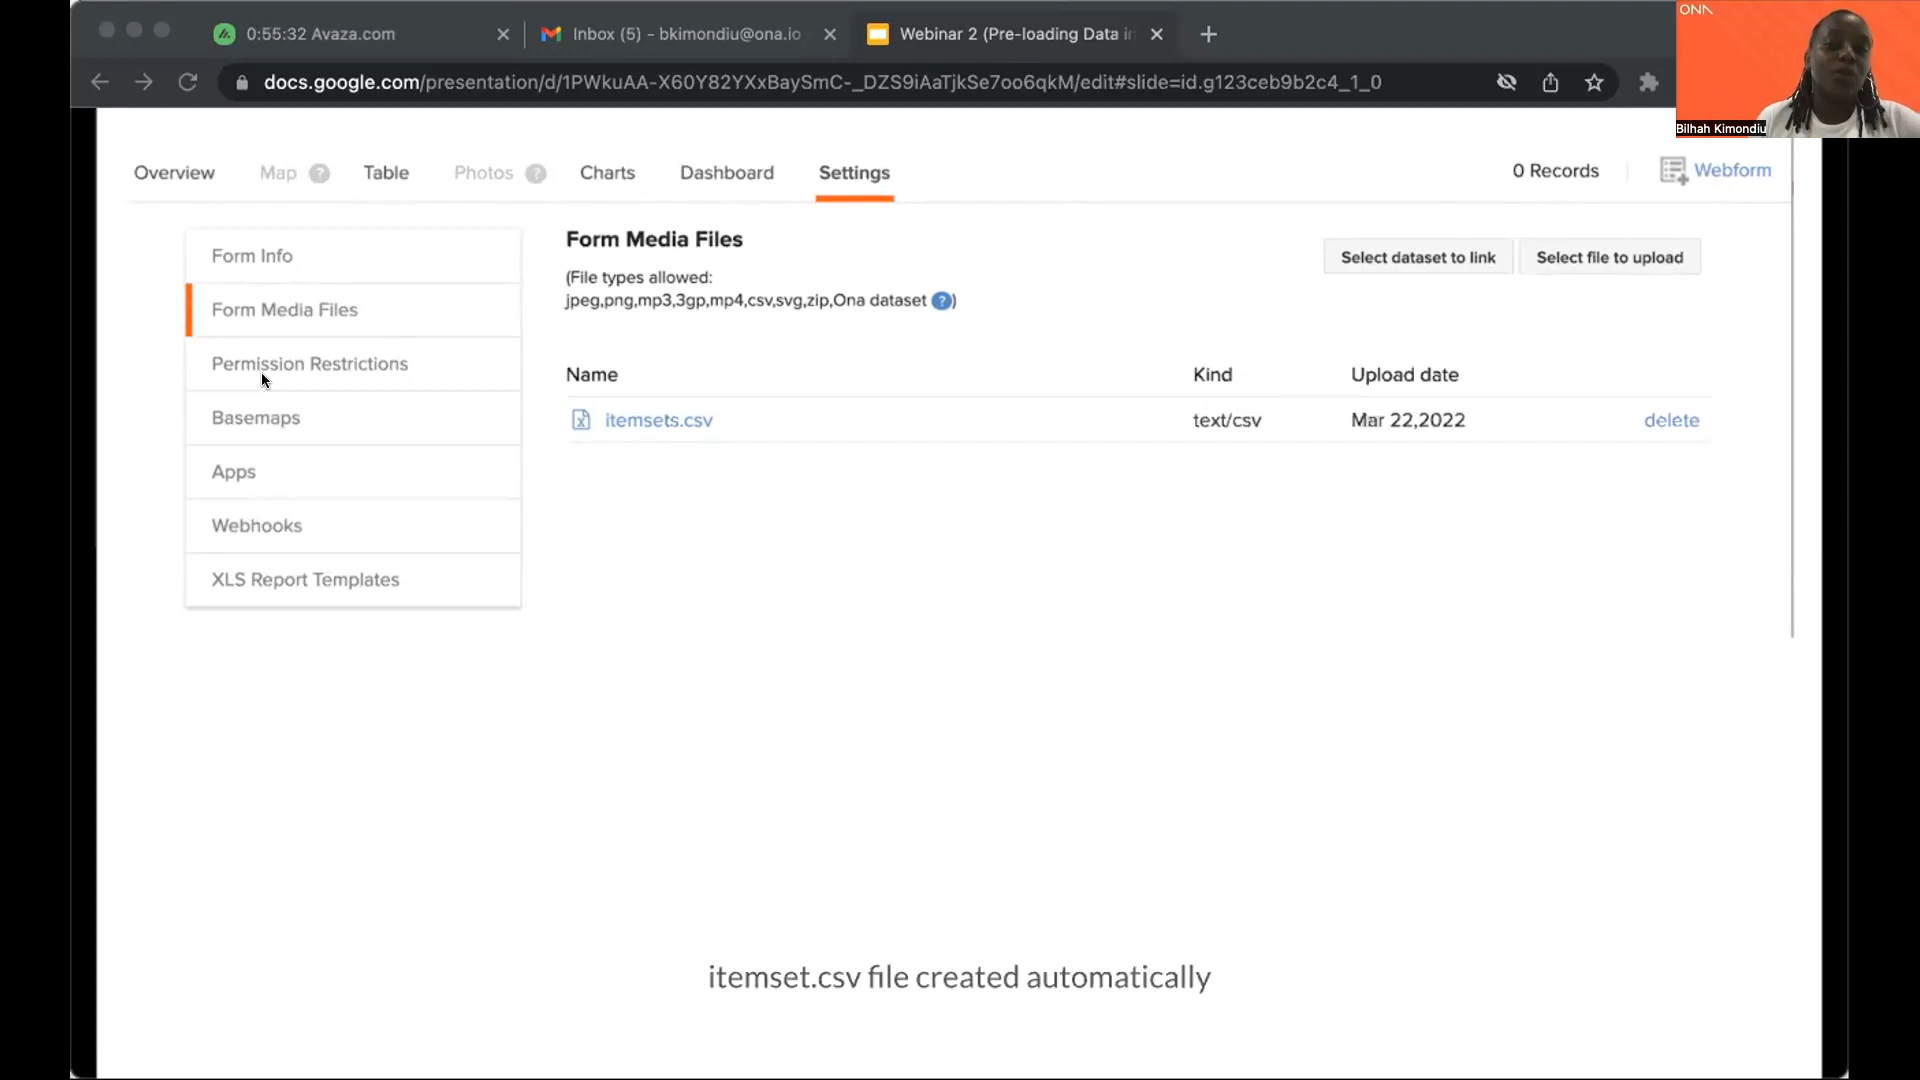 0:55:32 Avaza.com
Inbox (5) - bkimondiu@ona.io
Webinar 2 (Pre-loading Data in
ONA
docs.google.com/presentation/d/1PWkuAA-X60Y82YXxBaySmC-_DZS9iAaTjkSe7oo6qkM/edit#slide=id.g123ceb9b2c4_1_0
Bilhah Kimondiu
Overview
Map ?
Table
Photos ?
Charts
Dashboard
Settings
0 Records
Webform
Form Info
Form Media Files
Permission Restrictions
Basemaps
Apps
Webhooks
XLS Report Templates
Form Media Files
(File types allowed:
jpeg,png,mp3,3gp,mp4,csv,svg,zip,Ona dataset ?)
Select dataset to link
Select file to upload
Name Kind Upload date
itemsets.csv text/csv Mar 22,2022 delete
itemset.csv file created automatically